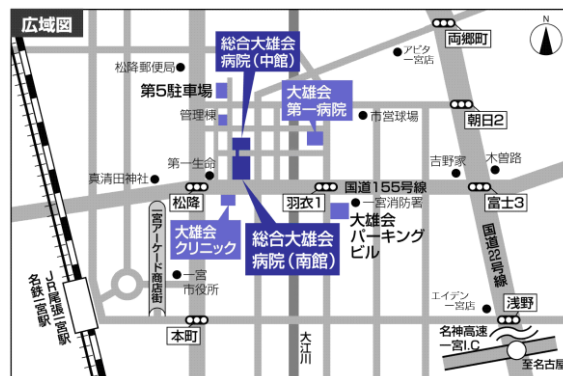 広域図
N
両郷町
アピタ
一宮店
総合大雄会
病院（中館）
松降郵便局
第5駐車場
大雄会
第一病院
管理棟
市営球場
朝日2
真清田神社
第一生命
吉野家
木曽路
松降
羽衣1
国道155号線
富士3
一宮消防署
大雄会
クリニック
総合大雄会
病院（南館）
大雄会
パーキング
ビル
国道22号線
一宮アーケード商店街
一宮
市役所
JR尾張一宮駅
名鉄一宮駅
エイデン
一宮店
浅野
本町
大江川
名神高速
一宮I.C
至名古屋